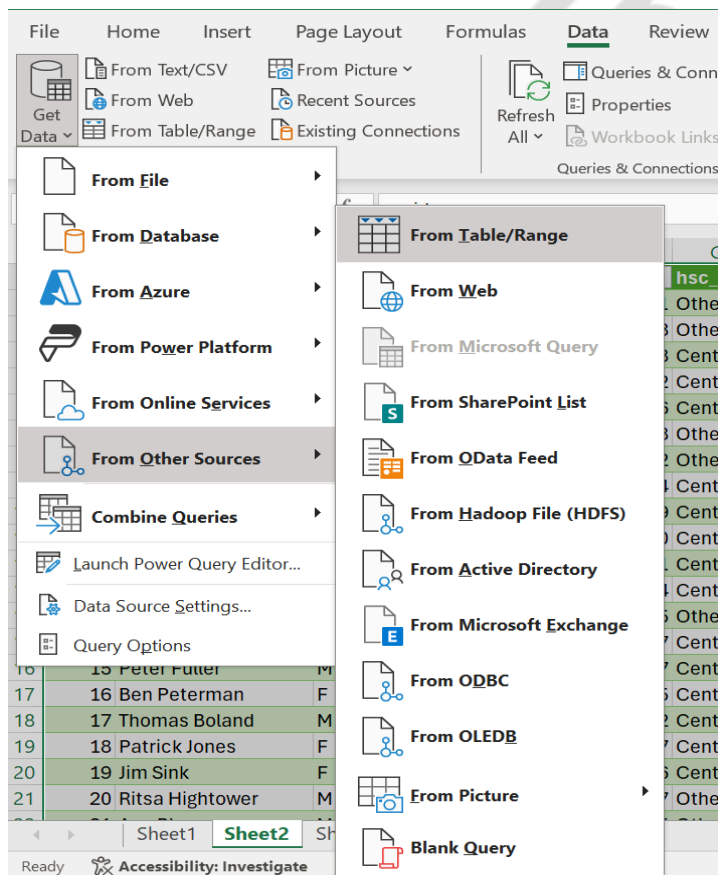 File Home Insert Page Layout Formulas Data Review
Get Data
From Text/CSV
From Web
From Table/Range
From Picture
Recent Sources
Existing Connections
Refresh All
Queries & Conn
Properties
Workbook Links
Queries & Connections
From File
From Database
From Azure
From Power Platform
From Online Services
From Other Sources
Combine Queries
Launch Power Query Editor...
Data Source Settings...
Query Options
From Table/Range
From Web
From Microsoft Query
From SharePoint List
From OData Feed
From Hadoop File (HDFS)
From Active Directory
From Microsoft Exchange
From ODBC
From OLEDB
From Picture
Blank Query
hsc_
Othe
Othe
Cent
2 Cent
Cent
Othe
Othe
Cent
Cent
Cent
Cent
Cent
Othe
Cent
Cent
16 15 Peter Fuller M
17 16 Ben Peterman F Cent
18 17 Thomas Boland M 2 Cent
19 18 Patrick Jones F Cent
20 19 Jim Sink F Cent
21 20 Ritsa Hightower M Othe
Sheet1 Sheet2 Sh
Ready Accessibility: Investigate